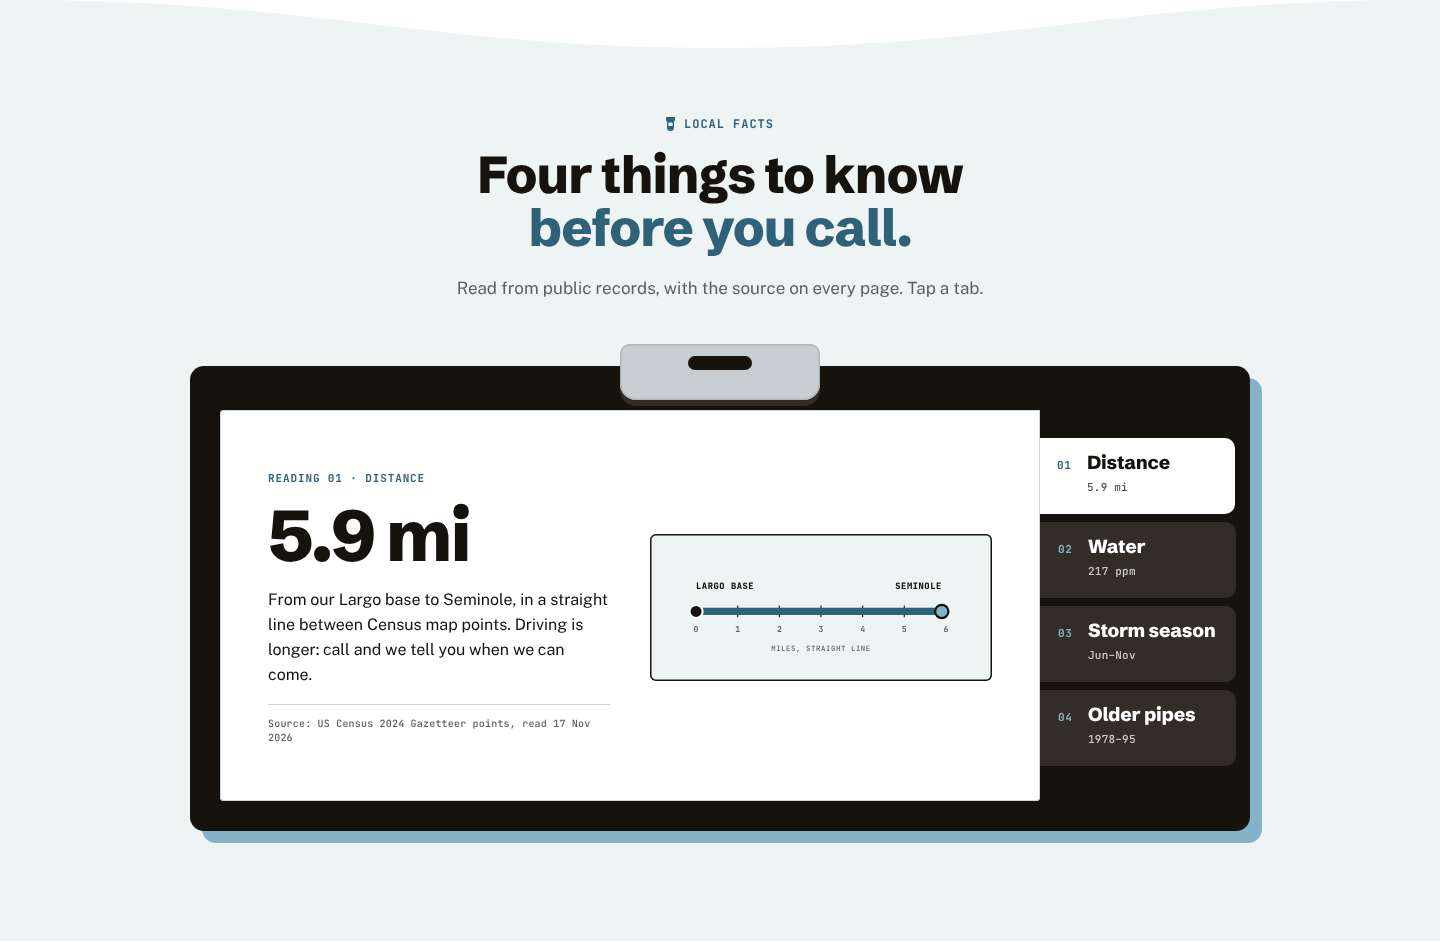 LOCAL FACTS
Four things to know
before you call.
Read from public records, with the source on every page. Tap a tab.
READING 01 · DISTANCE
5.9 mi
From our Largo base to Seminole, in a straight
line between Census map points. Driving is
longer: call and we tell you when we can
come.
Source: US Census 2024 Gazetteer points, read 17 Nov
2026
LARGO BASE
SEMINOLE
0 1 2 3 4 5 6
MILES, STRAIGHT LINE
01 Distance
5.9 mi
02 Water
217 ppm
03 Storm season
Jun–Nov
04 Older pipes
1978–95